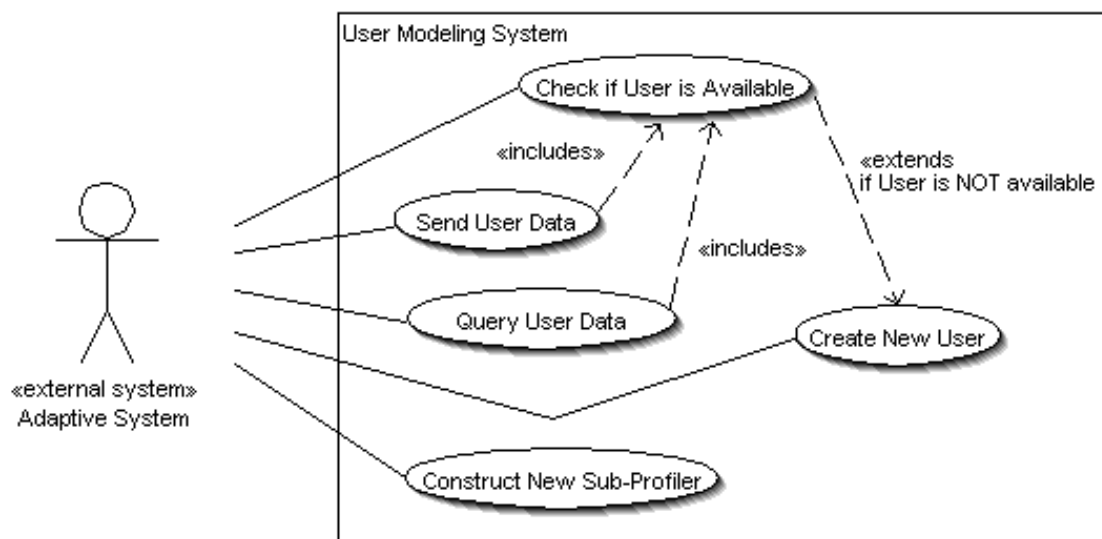 User Modeling System
Check if User is Available
«includes»
«extends
if User is NOT available
Send User Data
«includes»
Query User Data
Create New User
«external system»
Adaptive System
Construct New Sub-Profiler